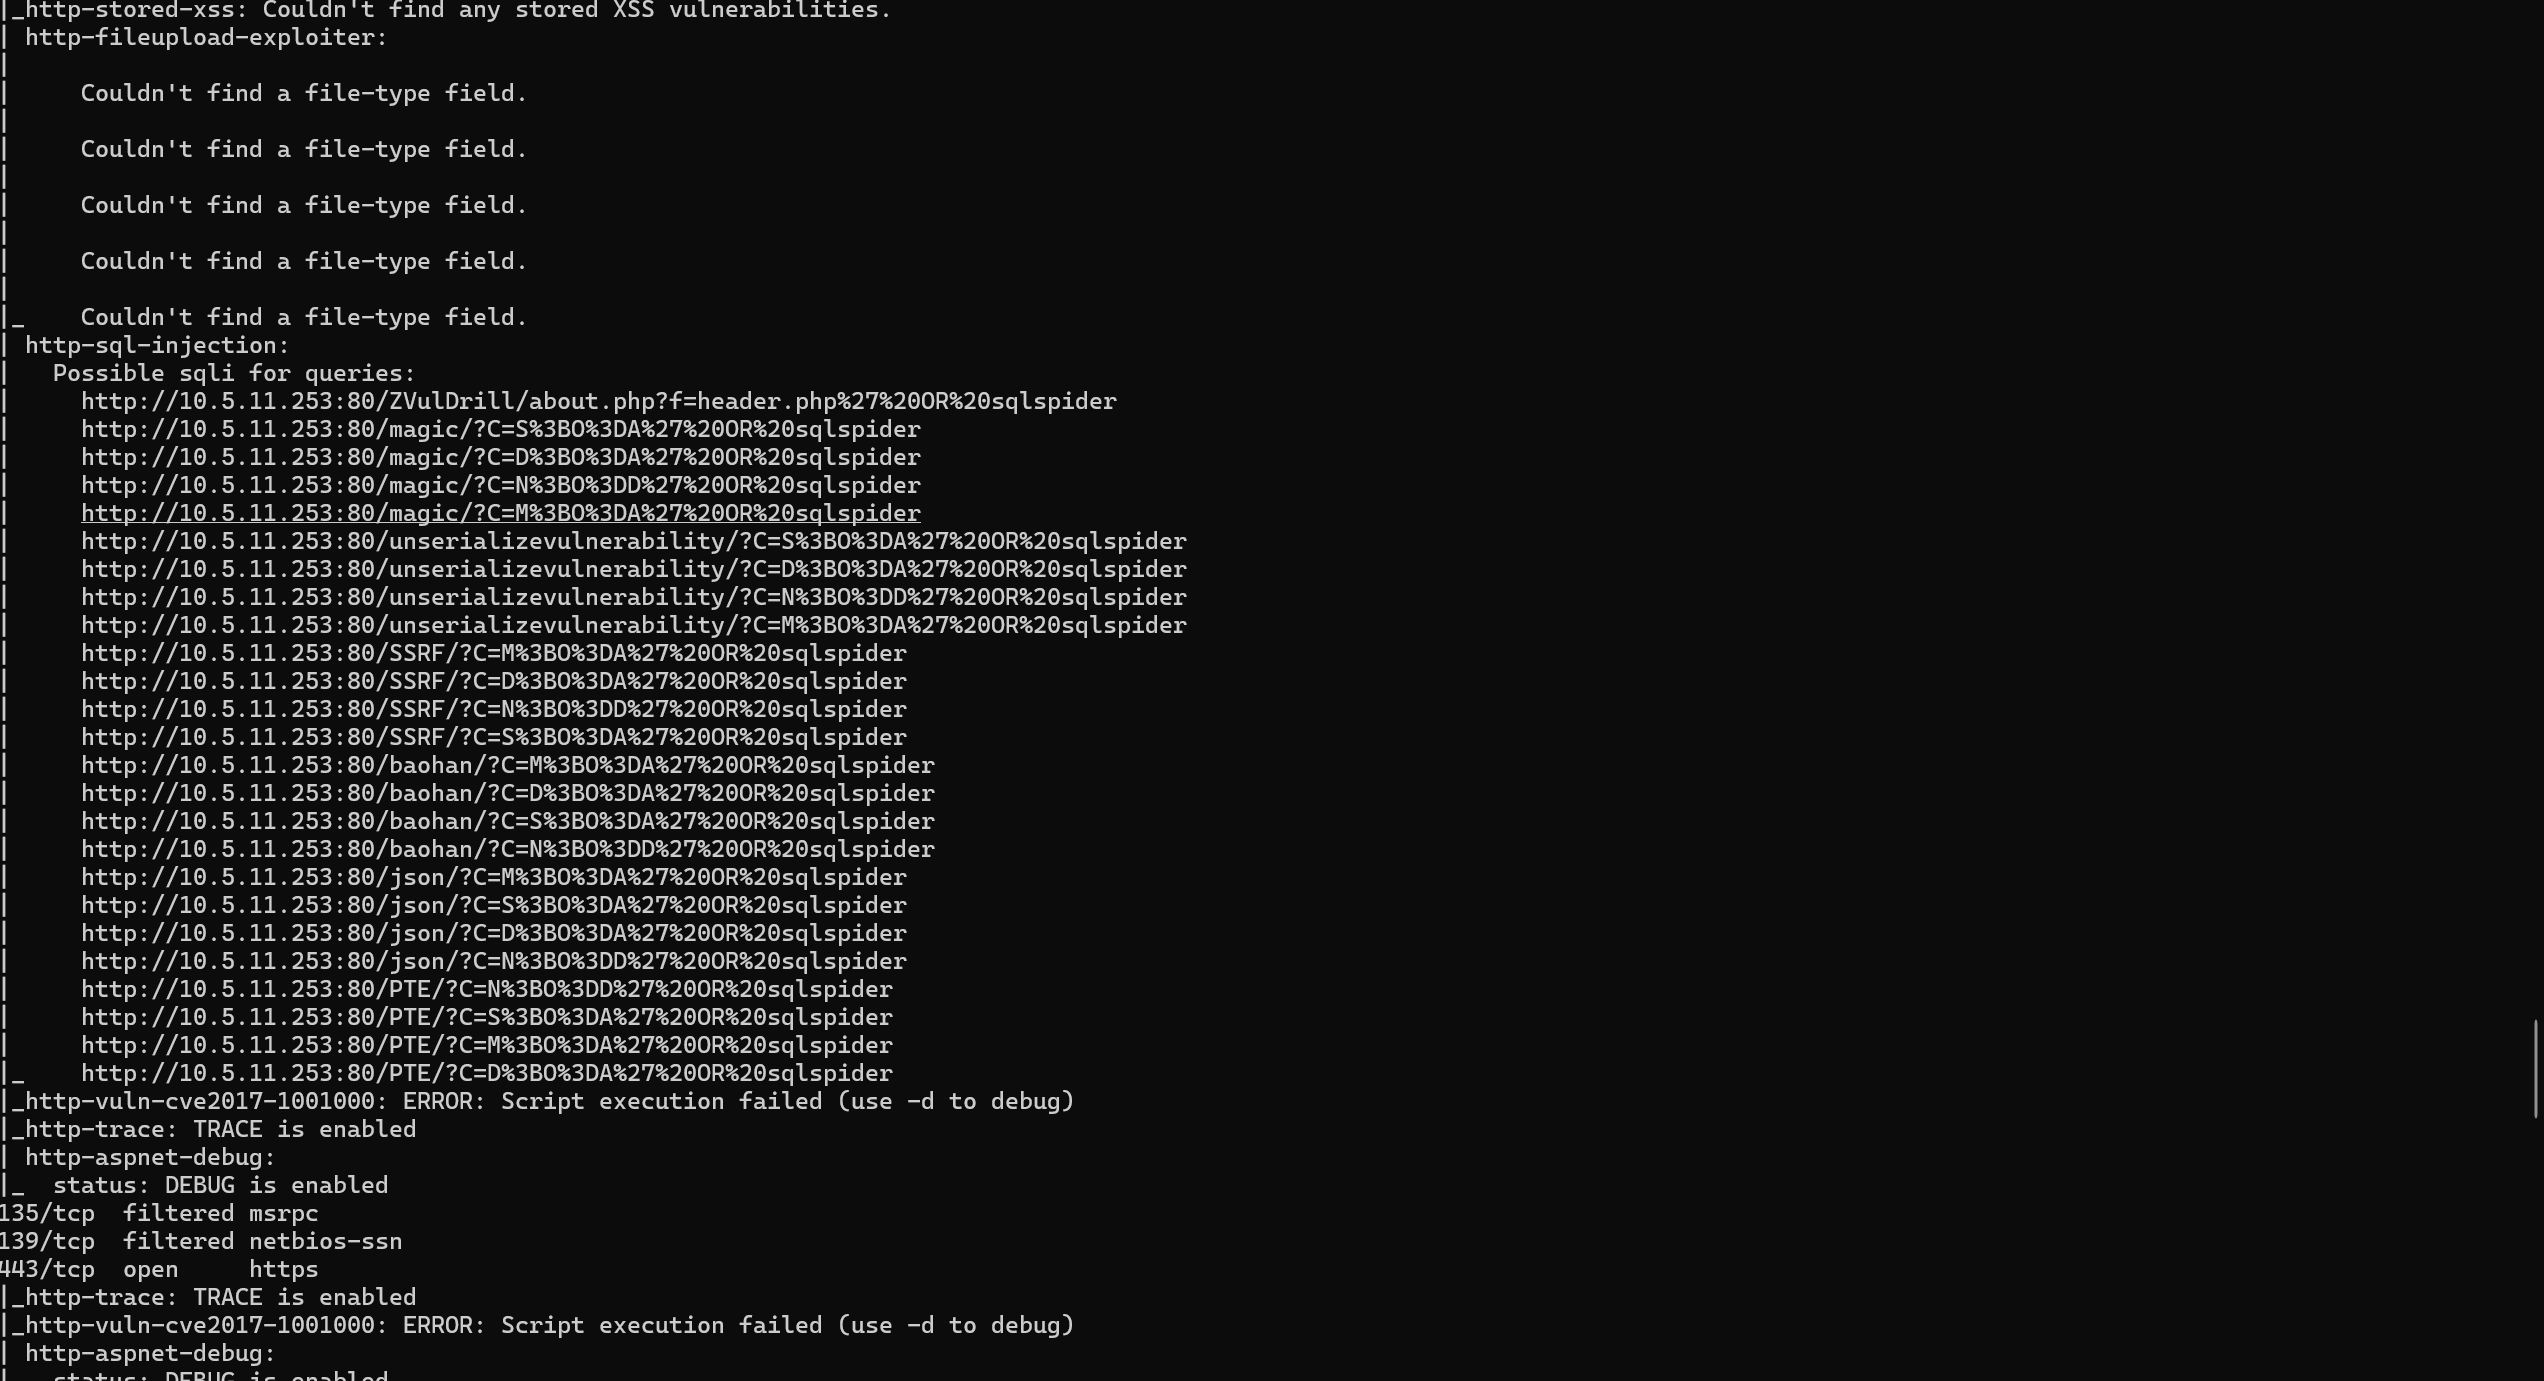 |_http-stored-xss: Couldn't find any stored XSS vulnerabilities.
| http-fileupload-exploiter:
|
|     Couldn't find a file-type field.
|
|     Couldn't find a file-type field.
|
|     Couldn't find a file-type field.
|
|     Couldn't find a file-type field.
|
|_    Couldn't find a file-type field.
| http-sql-injection:
|   Possible sqli for queries:
|     http://10.5.11.253:80/ZVulDrill/about.php?f=header.php%27%20OR%20sqlspider
|     http://10.5.11.253:80/magic/?C=S%3BO%3DA%27%20OR%20sqlspider
|     http://10.5.11.253:80/magic/?C=D%3BO%3DA%27%20OR%20sqlspider
|     http://10.5.11.253:80/magic/?C=N%3BO%3DD%27%20OR%20sqlspider
|     http://10.5.11.253:80/magic/?C=M%3BO%3DA%27%20OR%20sqlspider
|     http://10.5.11.253:80/unserializevulnerability/?C=S%3BO%3DA%27%20OR%20sqlspider
|     http://10.5.11.253:80/unserializevulnerability/?C=D%3BO%3DA%27%20OR%20sqlspider
|     http://10.5.11.253:80/unserializevulnerability/?C=N%3BO%3DD%27%20OR%20sqlspider
|     http://10.5.11.253:80/unserializevulnerability/?C=M%3BO%3DA%27%20OR%20sqlspider
|     http://10.5.11.253:80/SSRF/?C=M%3BO%3DA%27%20OR%20sqlspider
|     http://10.5.11.253:80/SSRF/?C=D%3BO%3DA%27%20OR%20sqlspider
|     http://10.5.11.253:80/SSRF/?C=N%3BO%3DD%27%20OR%20sqlspider
|     http://10.5.11.253:80/SSRF/?C=S%3BO%3DA%27%20OR%20sqlspider
|     http://10.5.11.253:80/baohan/?C=M%3BO%3DA%27%20OR%20sqlspider
|     http://10.5.11.253:80/baohan/?C=D%3BO%3DA%27%20OR%20sqlspider
|     http://10.5.11.253:80/baohan/?C=S%3BO%3DA%27%20OR%20sqlspider
|     http://10.5.11.253:80/baohan/?C=N%3BO%3DD%27%20OR%20sqlspider
|     http://10.5.11.253:80/json/?C=M%3BO%3DA%27%20OR%20sqlspider
|     http://10.5.11.253:80/json/?C=S%3BO%3DA%27%20OR%20sqlspider
|     http://10.5.11.253:80/json/?C=D%3BO%3DA%27%20OR%20sqlspider
|     http://10.5.11.253:80/json/?C=N%3BO%3DD%27%20OR%20sqlspider
|     http://10.5.11.253:80/PTE/?C=N%3BO%3DD%27%20OR%20sqlspider
|     http://10.5.11.253:80/PTE/?C=S%3BO%3DA%27%20OR%20sqlspider
|     http://10.5.11.253:80/PTE/?C=M%3BO%3DA%27%20OR%20sqlspider
|_    http://10.5.11.253:80/PTE/?C=D%3BO%3DA%27%20OR%20sqlspider
|_http-vuln-cve2017-1001000: ERROR: Script execution failed (use -d to debug)
|_http-trace: TRACE is enabled
| http-aspnet-debug:
|_  status: DEBUG is enabled
135/tcp  filtered msrpc
139/tcp  filtered netbios-ssn
443/tcp  open     https
|_http-trace: TRACE is enabled
|_http-vuln-cve2017-1001000: ERROR: Script execution failed (use -d to debug)
| http-aspnet-debug:
|   status: DEBUG is enabled